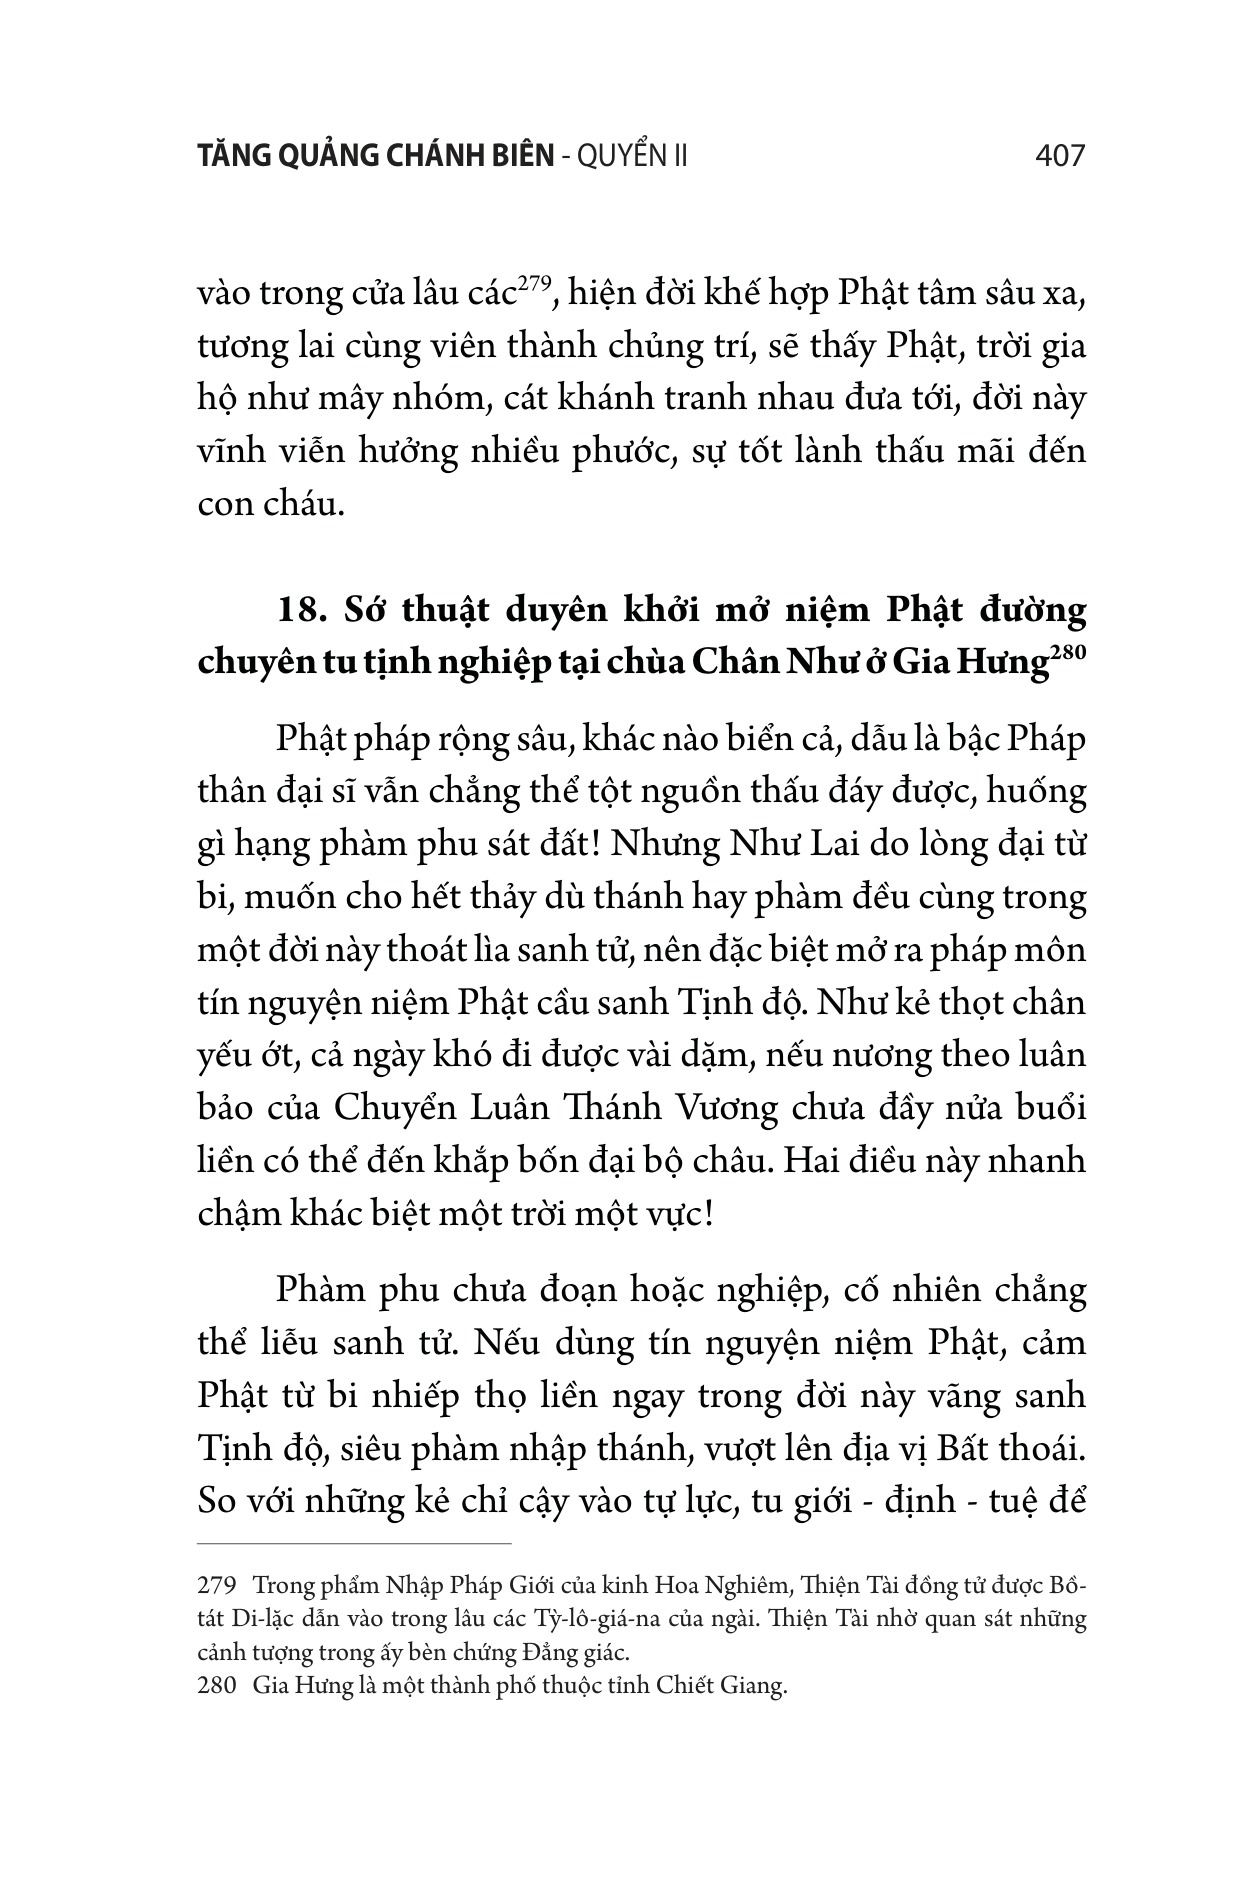 TĂNG QUẢNG CHÁNH BIÊN - QUYỂN II 407
vào trong cửa lâu các279, hiện đời khế hợp Phật tâm sâu xa,
tương lai cùng viên thành chủng trí, sẽ thấy Phật, trời gia
hộ như mây nhóm, cát khánh tranh nhau đưa tới, đời này
vĩnh viễn hưởng nhiều phước, sự tốt lành thấu mãi đến
con cháu.
18. Sớ thuật duyên khởi mở niệm Phật đường
chuyên tu tịnh nghiệp tại chùa Chân Như ở Gia Hưng280
Phật pháp rộng sâu, khác nào biển cả, dẫu là bậc Pháp
thân đại sĩ vẫn chẳng thể tột nguồn thấu đáy được, huống
gì hạng phàm phu sát đất! Nhưng Như Lai do lòng đại từ
bi, muốn cho hết thảy dù thánh hay phàm đều cùng trong
một đời này thoát lìa sanh tử, nên đặc biệt mở ra pháp môn
tín nguyện niệm Phật cầu sanh Tịnh độ. Như kẻ thọt chân
yếu ớt, cả ngày khó đi được vài dặm, nếu nương theo luân
bảo của Chuyển Luân Thánh Vương chưa đầy nửa buổi
liền có thể đến khắp bốn đại bộ châu. Hai điều này nhanh
chậm khác biệt một trời một vực!
Phàm phu chưa đoạn hoặc nghiệp, cố nhiên chẳng
thể liễu sanh tử. Nếu dùng tín nguyện niệm Phật, cảm
Phật từ bi nhiếp thọ liền ngay trong đời này vãng sanh
Tịnh độ, siêu phàm nhập thánh, vượt lên địa vị Bất thoái.
So với những kẻ chỉ cậy vào tự lực, tu giới - định - tuệ để
279 Trong phẩm Nhập Pháp Giới của kinh Hoa Nghiêm, Thiện Tài đồng tử được Bồ-
tát Di-lặc dẫn vào trong lâu các Tỳ-lô-giá-na của ngài. Thiện Tài nhờ quan sát những
cảnh tượng trong ấy bèn chứng Đẳng giác.
280 Gia Hưng là một thành phố thuộc tỉnh Chiết Giang.